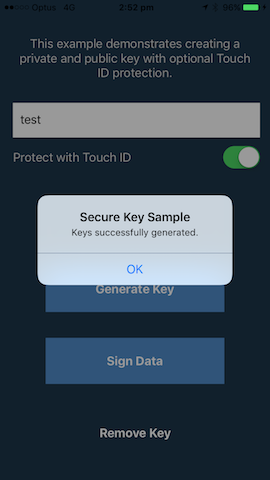 Optus 4G 2:52 pm 96%
This example demonstrates creating a
private and public key with optional Touch
ID protection.
test
Protect with Touch ID
Secure Key Sample
Keys successfully generated.
OK
Generate Key
Sign Data
Remove Key